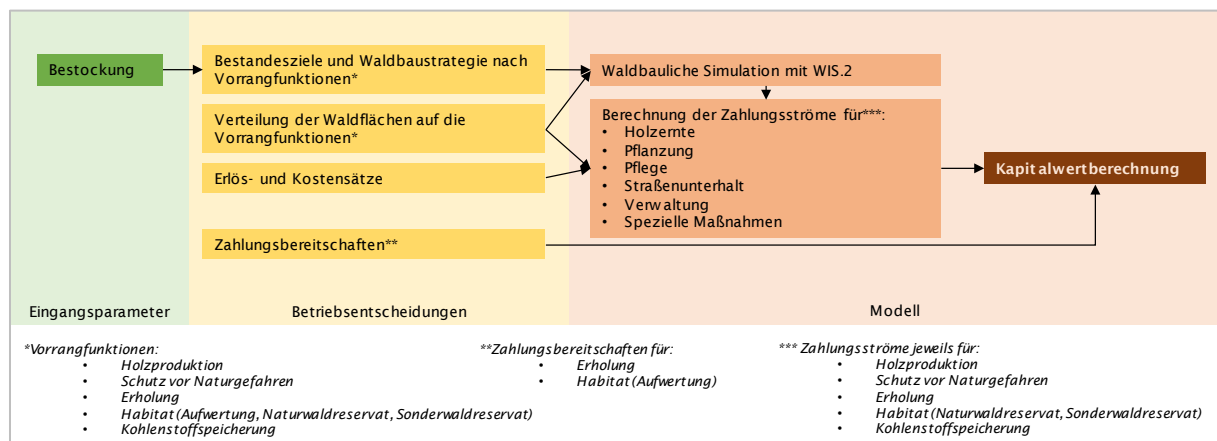 Bestockung
Bestandesziele und Waldbaustrategie nach
Vorrangfunktionen*
Verteilung der Waldflächen auf die
Vorrangfunktionen*
Erlös- und Kostensätze
Zahlungsbereitschaften**
Waldbauliche Simulation mit WIS.2
Berechnung der Zahlungsströme für***:
• Holzernte
• Pflanzung
• Pflege
• Straßenunterhalt
• Verwaltung
• Spezielle Maßnahmen
Kapitalwertberechnung
Eingangsparameter
Betriebsentscheidungen
Modell
*Vorrangfunktionen:
• Holzproduktion
• Schutz vor Naturgefahren
• Erholung
• Habitat (Aufwertung, Naturwaldreservat, Sonderwaldreservat)
• Kohlenstoffspeicherung
**Zahlungsbereitschaften für:
• Erholung
• Habitat (Aufwertung)
*** Zahlungsströme jeweils für:
• Holzproduktion
• Schutz vor Naturgefahren
• Erholung
• Habitat (Naturwaldreservat, Sonderwaldreservat)
• Kohlenstoffspeicherung